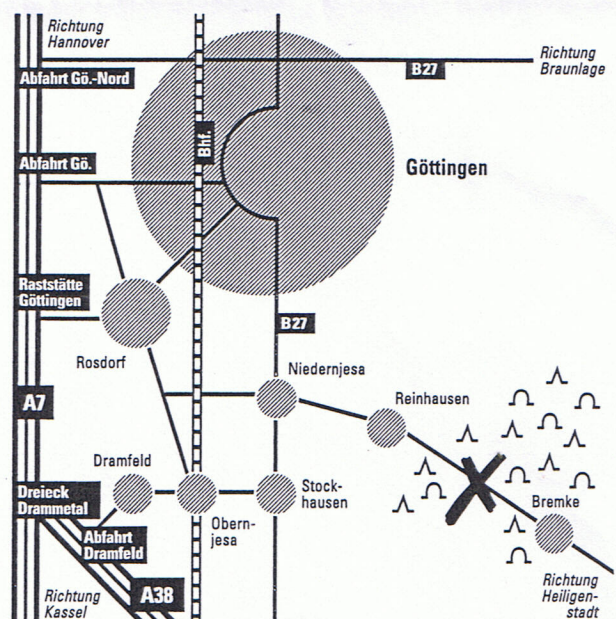 Richtung
Hannover
Richtung
Braunlage
B27
Abfahrt Gö.-Nord
Bhf.
Abfahrt Gö.
Göttingen
Raststätte
Göttingen
B27
Rosdorf
Niedernjesa
Reinhausen
A7
Dramfeld
Dreieck
Drammetal
Stock-
hausen
Bremke
Obern-
jesa
Abfahrt
Dramfeld
A38
Richtung
Kassel
Richtung
Heiligen-
stadt